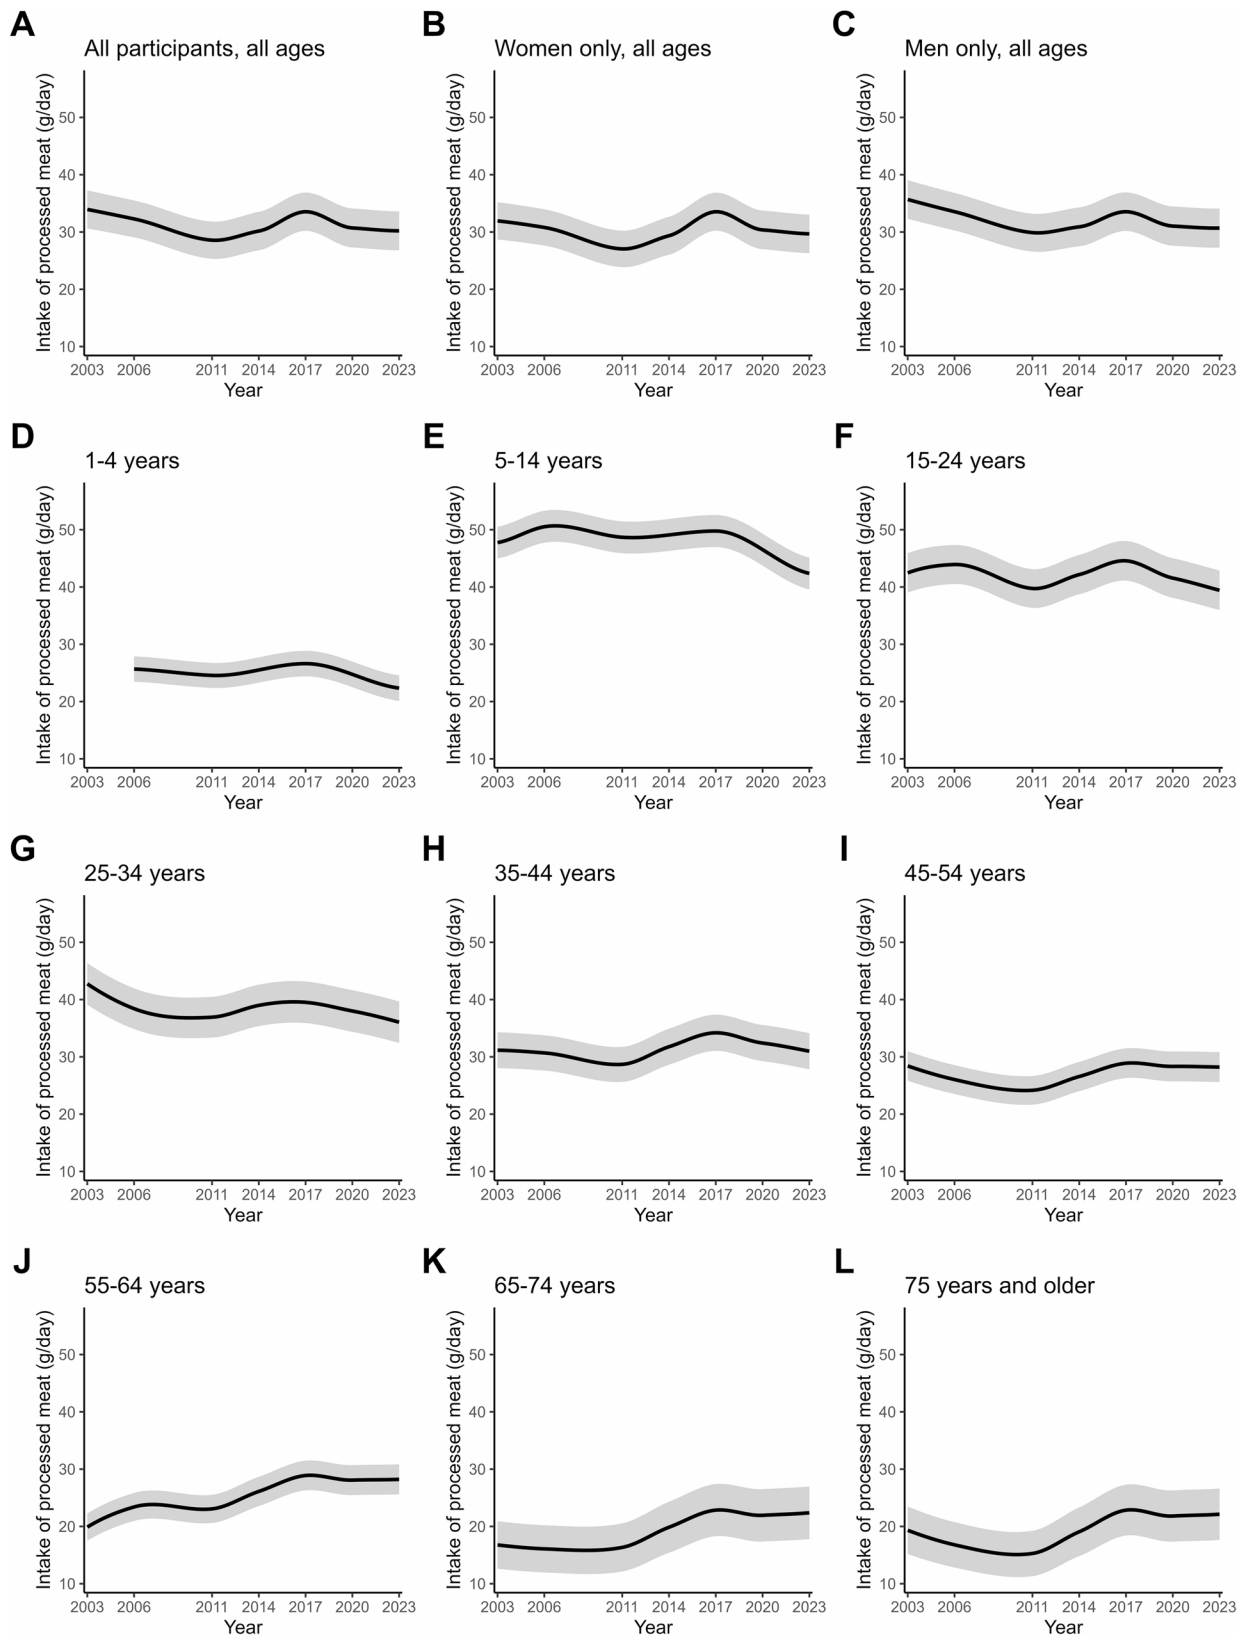 A
All participants, all ages
Intake of processed meat (g/day)
50
40
30
20
10
2003 2006 2011 2014 2017 2020 2023
Year
B
Women only, all ages
Intake of processed meat (g/day)
50
40
30
20
10
2003 2006 2011 2014 2017 2020 2023
Year
C
Men only, all ages
Intake of processed meat (g/day)
50
40
30
20
10
2003 2006 2011 2014 2017 2020 2023
Year
D
1-4 years
Intake of processed meat (g/day)
50
40
30
20
10
2003 2006 2011 2014 2017 2020 2023
Year
E
5-14 years
Intake of processed meat (g/day)
50
40
30
20
10
2003 2006 2011 2014 2017 2020 2023
Year
F
15-24 years
Intake of processed meat (g/day)
50
40
30
20
10
2003 2006 2011 2014 2017 2020 2023
Year
G
25-34 years
Intake of processed meat (g/day)
50
40
30
20
10
2003 2006 2011 2014 2017 2020 2023
Year
H
35-44 years
Intake of processed meat (g/day)
50
40
30
20
10
2003 2006 2011 2014 2017 2020 2023
Year
I
45-54 years
Intake of processed meat (g/day)
50
40
30
20
10
2003 2006 2011 2014 2017 2020 2023
Year
J
55-64 years
Intake of processed meat (g/day)
50
40
30
20
10
2003 2006 2011 2014 2017 2020 2023
Year
K
65-74 years
Intake of processed meat (g/day)
50
40
30
20
10
2003 2006 2011 2014 2017 2020 2023
Year
L
75 years and older
Intake of processed meat (g/day)
50
40
30
20
10
2003 2006 2011 2014 2017 2020 2023
Year